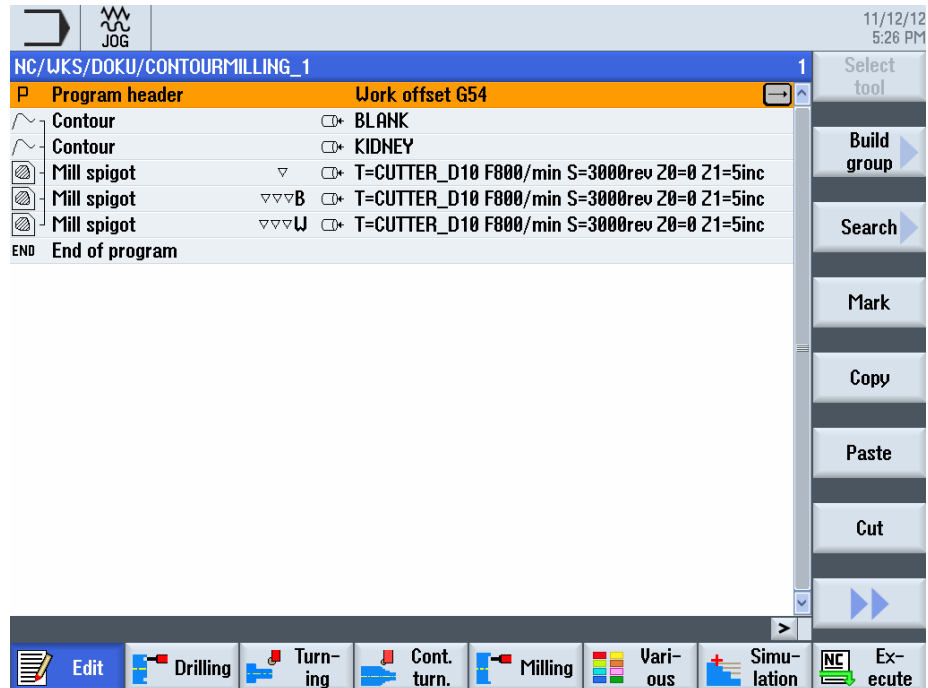 JOG
11/12/12
5:26 PM
NC/WKS/DOKU/CONTOURMILLING_1 1
Select
tool
P Program header Work offset G54
Contour BLANK
Contour KIDNEY
Build
group
Mill spigot ▽ T=CUTTER_D10 F800/min S=3000rev Z0=0 Z1=5inc
Mill spigot ▽▽▽B T=CUTTER_D10 F800/min S=3000rev Z0=0 Z1=5inc
Mill spigot ▽▽▽W T=CUTTER_D10 F800/min S=3000rev Z0=0 Z1=5inc
END End of program
Search
Mark
Copy
Paste
Cut
>
Edit
Drilling
Turn-
ing
Cont.
turn.
Milling
Vari-
ous
Simu-
lation
NC Ex-
ecute